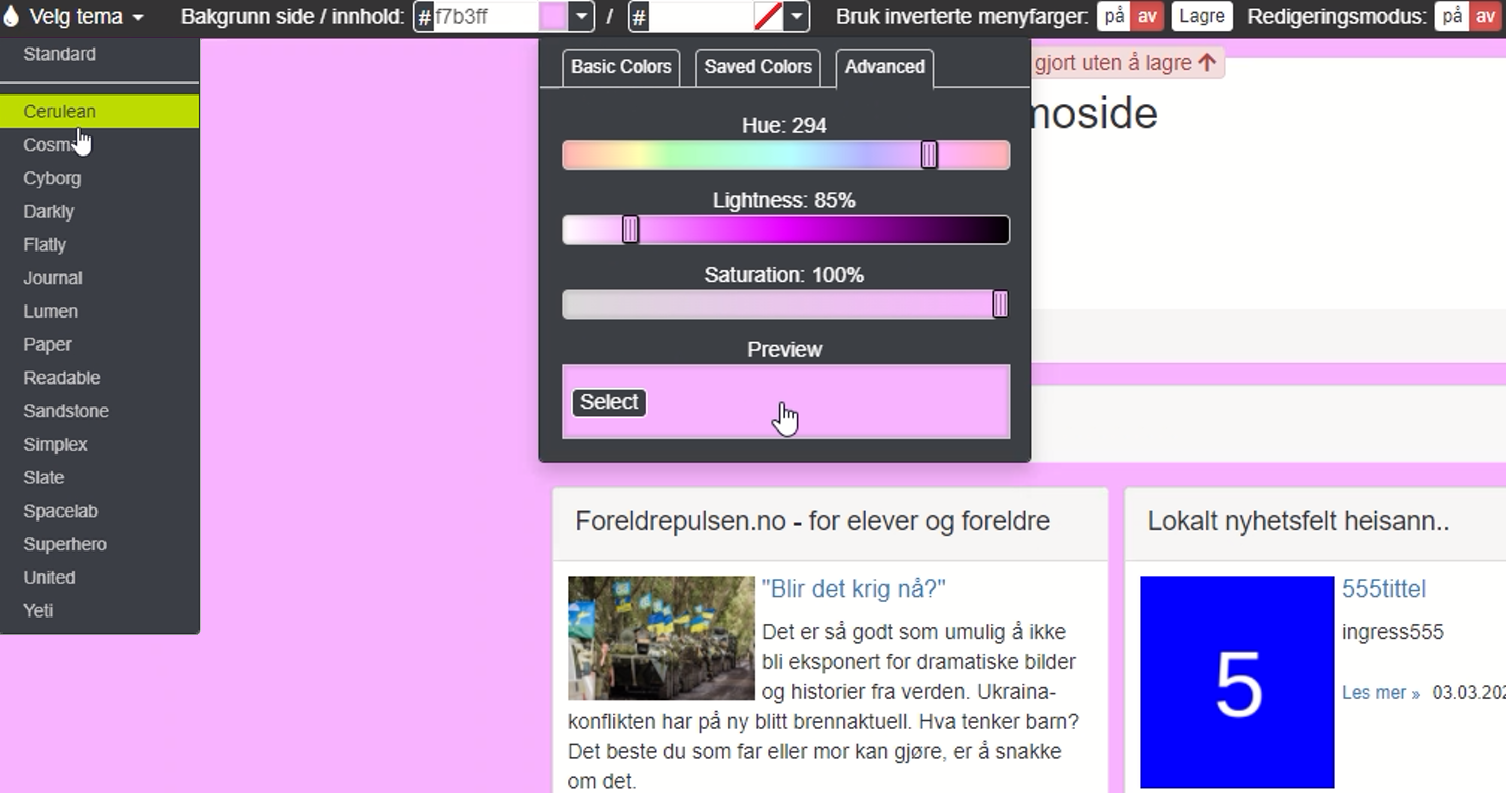 Velg tema Bakgrunn side / innhold: # f7b3ff / # Bruk inverterte menyfarger: på av Lagre Redigeringsmodus: på av
Standard
Cerulean
Cosm
Cyborg
Darkly
Flatly
Journal
Lumen
Paper
Readable
Sandstone
Simplex
Slate
Spacelab
Superhero
United
Yeti
Basic Colors Saved Colors Advanced
Hue: 294
Lightness: 85%
Saturation: 100%
Preview
Select
gjort uten å lagre
noside
Foreldrepulsen.no - for elever og foreldre
"Blir det krig nå?"
Det er så godt som umulig å ikke
bli eksponert for dramatiske bilder
og historier fra verden. Ukraina-
konflikten har på ny blitt brennaktuell. Hva tenker barn?
Det beste du som far eller mor kan gjøre, er å snakke
om det.
Lokalt nyhetsfelt heisann..
5
555tittel
ingress555
Les mer » 03.03.202